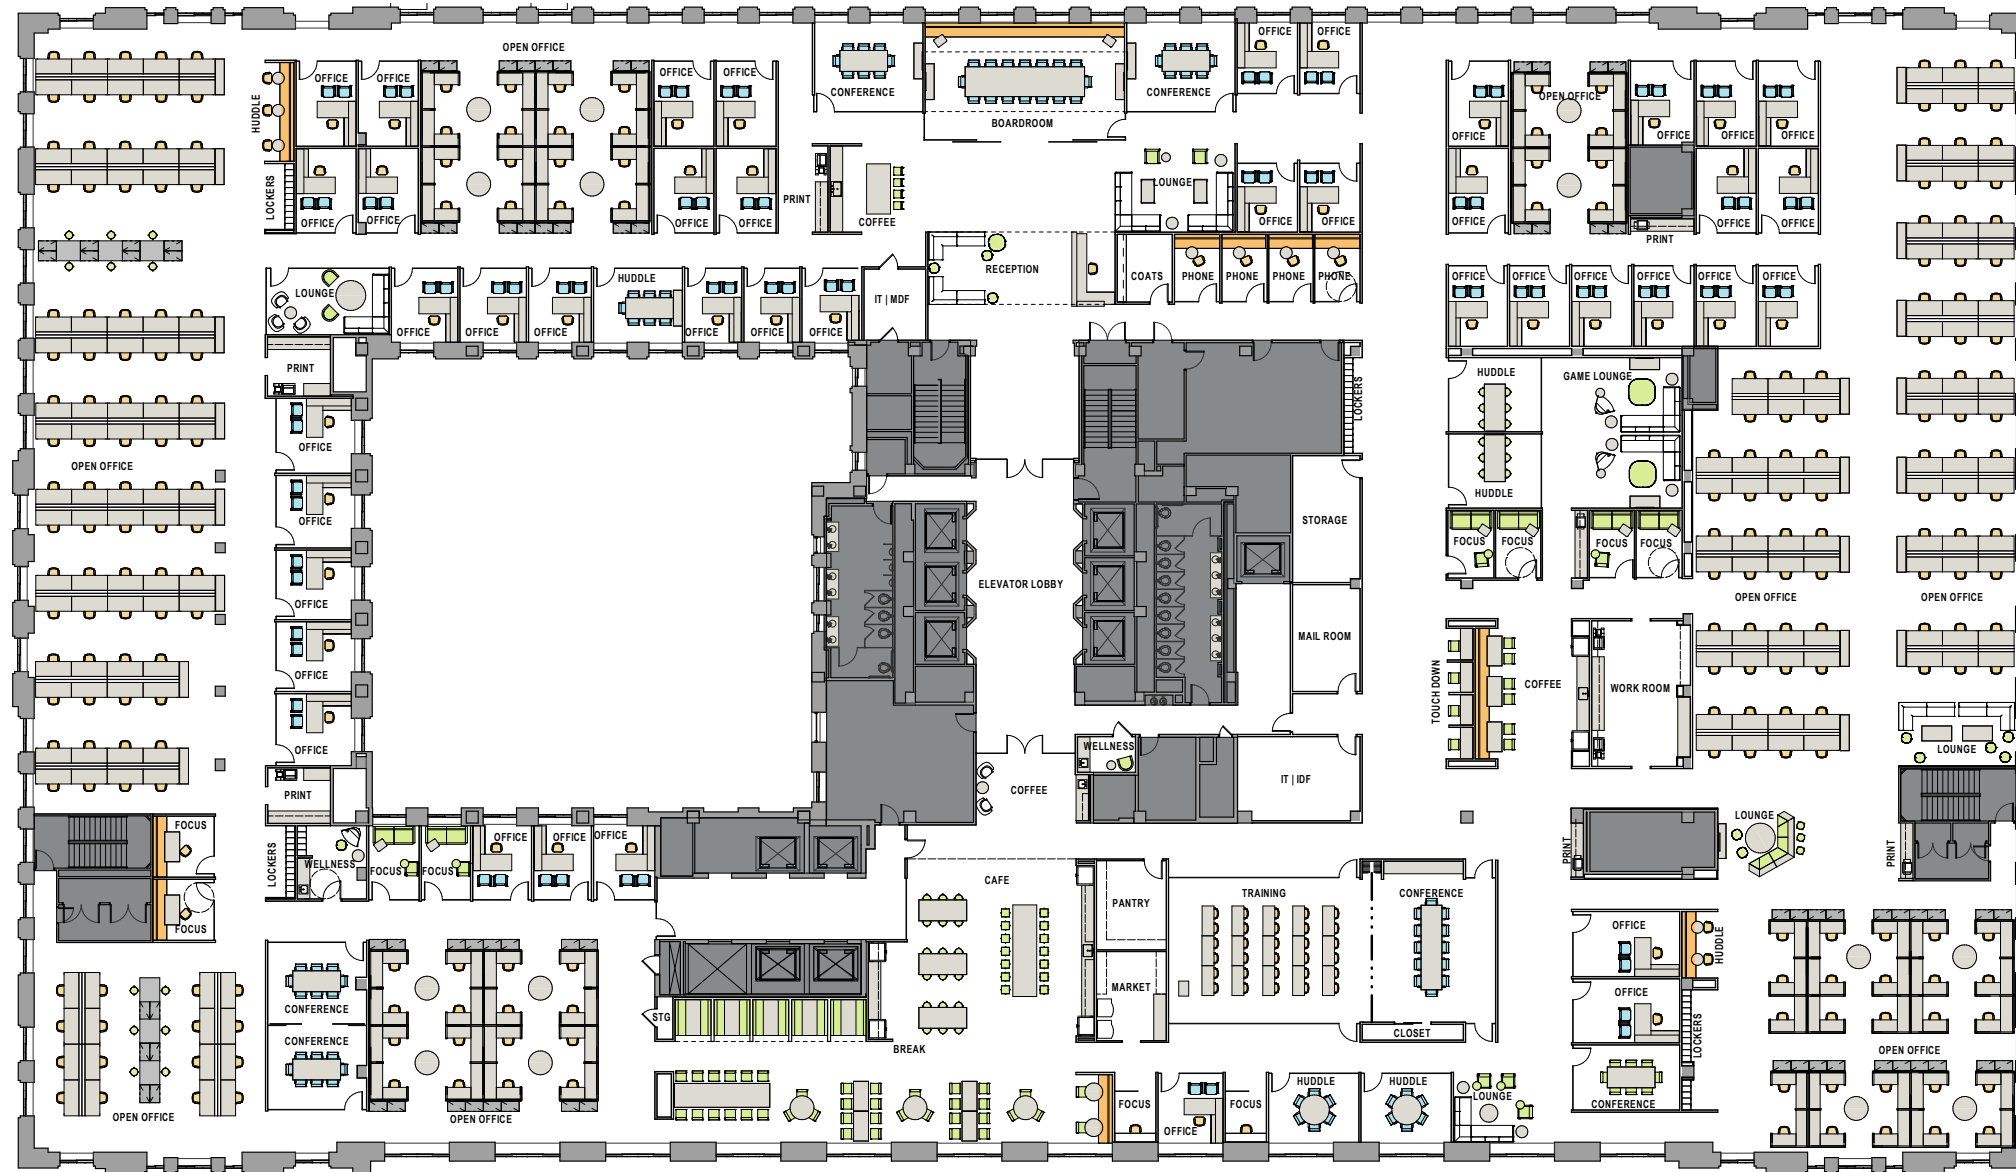 OPEN OFFICE
OFFICE
OFFICE
OFFICE
OFFICE
HUDDLE
LOCKERS
OFFICE
OFFICE
OFFICE
OFFICE
CONFERENCE
BOARDROOM
CONFERENCE
OFFICE
OFFICE
PRINT
COFFEE
LOUNGE
OFFICE
OFFICE
RECEPTION
COATS
PHONE
PHONE
PHONE
PHONE
OPEN OFFICE
OFFICE
OFFICE
OFFICE
OFFICE
OFFICE
OFFICE
OFFICE
PRINT
LOUNGE
OFFICE
OFFICE
OFFICE
HUDDLE
OFFICE
OFFICE
OFFICE
IT | MDF
OFFICE
OFFICE
OFFICE
OFFICE
OFFICE
OFFICE
PRINT
LOCKERS
HUDDLE
GAME LOUNGE
HUDDLE
OPEN OFFICE
OFFICE
OFFICE
OFFICE
OFFICE
OFFICE
ELEVATOR LOBBY
STORAGE
MAIL ROOM
FOCUS
FOCUS
FOCUS
FOCUS
OPEN OFFICE
OPEN OFFICE
TOUCH DOWN
COFFEE
WORK ROOM
LOUNGE
PRINT
WELLNESS
COFFEE
IT | IDF
FOCUS
FOCUS
LOCKERS
WELLNESS
FOCUS
FOCUS
OFFICE
OFFICE
OFFICE
PRINT
LOUNGE
PRINT
CAFE
PANTRY
TRAINING
CONFERENCE
MARKET
CLOSET
STG
BREAK
CONFERENCE
CONFERENCE
OPEN OFFICE
OPEN OFFICE
OFFICE
HUDDLE
OFFICE
LOCKERS
CONFERENCE
OPEN OFFICE
FOCUS
OFFICE
FOCUS
HUDDLE
HUDDLE
LOUNGE